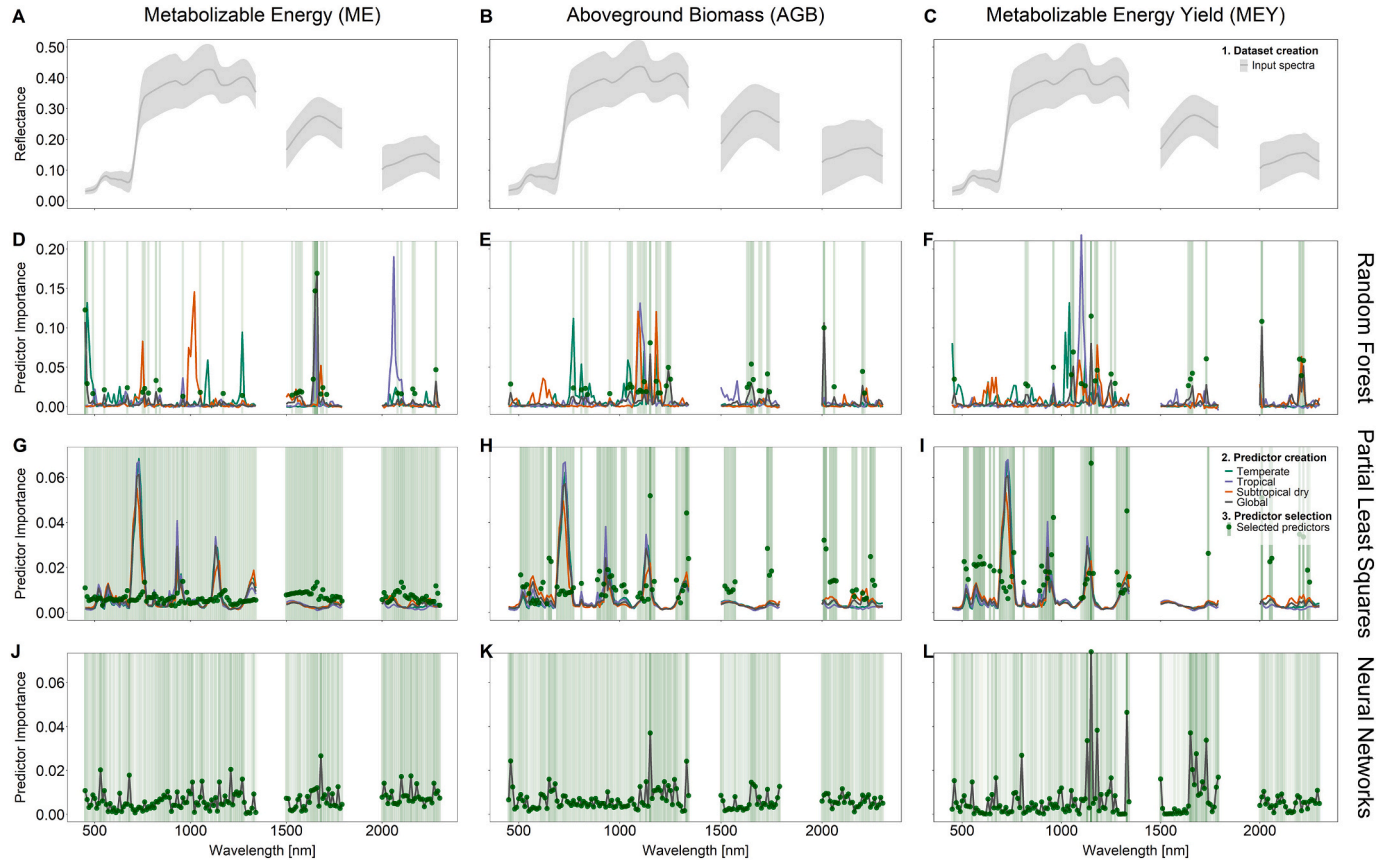 A Metabolizable Energy (ME)
B Aboveground Biomass (AGB)
C Metabolizable Energy Yield (MEY)
Reflectance
0.50
0.40
0.30
0.20
0.10
0.00
1. Dataset creation
Input spectra
D
E
F
Predictor Importance
0.20
0.15
0.10
0.05
0.00
Random Forest
G
H
I
Predictor Importance
0.06
0.04
0.02
0.00
2. Predictor creation
Temperate
Tropical
Subtropical dry
Global
3. Predictor selection
Selected predictors
Partial Least Squares
J
K
L
Predictor Importance
0.06
0.04
0.02
0.00
Neural Networks
500 1000 1500 2000
500 1000 1500 2000
500 1000 1500 2000
Wavelength [nm]
Wavelength [nm]
Wavelength [nm]